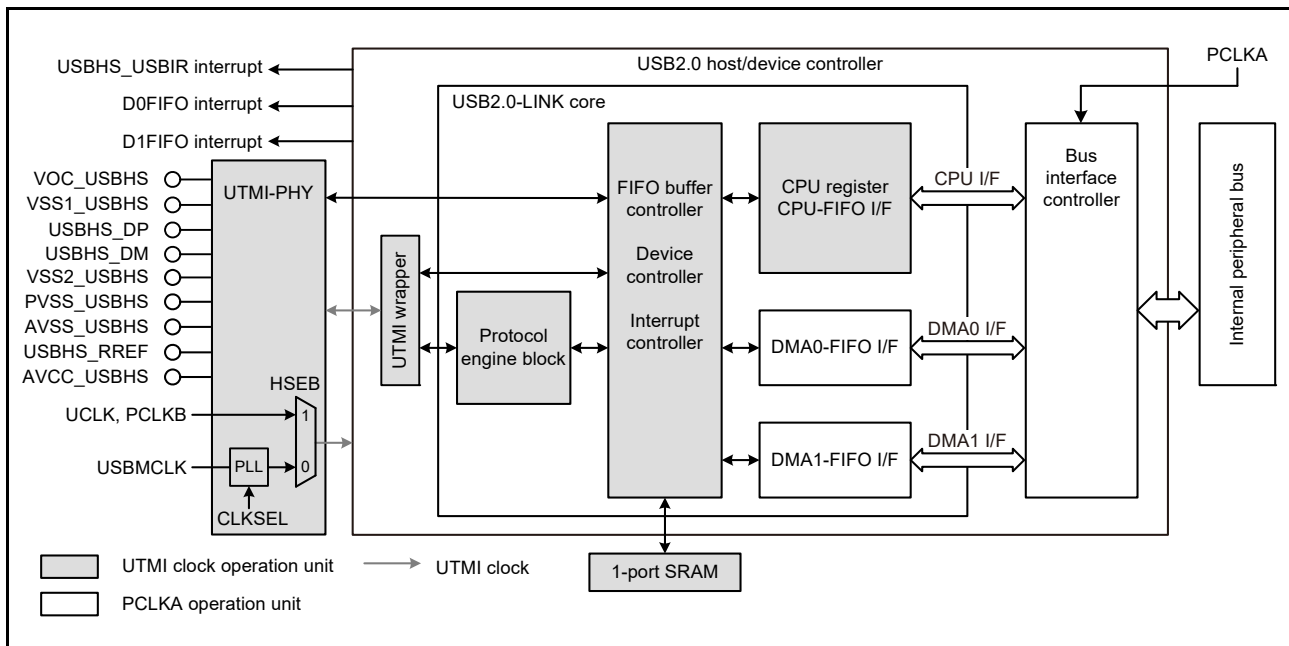 USBHS_USBIR interrupt
D0FIFO interrupt
D1FIFO interrupt
VOC_USBHS
VSS1_USBHS
USBHS_DP
USBHS_DM
VSS2_USBHS
PVSS_USBHS
AVSS_USBHS
USBHS_RREF
AVCC_USBHS
UCLK, PCLKB
USBMCLK
UTMI-PHY
HSEB
1
0
PLL
CLKSEL
USB2.0 host/device controller
USB2.0-LINK core
UTMI wrapper
Protocol
engine block
FIFO buffer
controller
Device
controller
Interrupt
controller
CPU register
CPU-FIFO I/F
DMA0-FIFO I/F
DMA1-FIFO I/F
CPU I/F
DMA0 I/F
DMA1 I/F
PCLKA
Bus
interface
controller
Internal peripheral bus
1-port SRAM
UTMI clock operation unit
UTMI clock
PCLKA operation unit